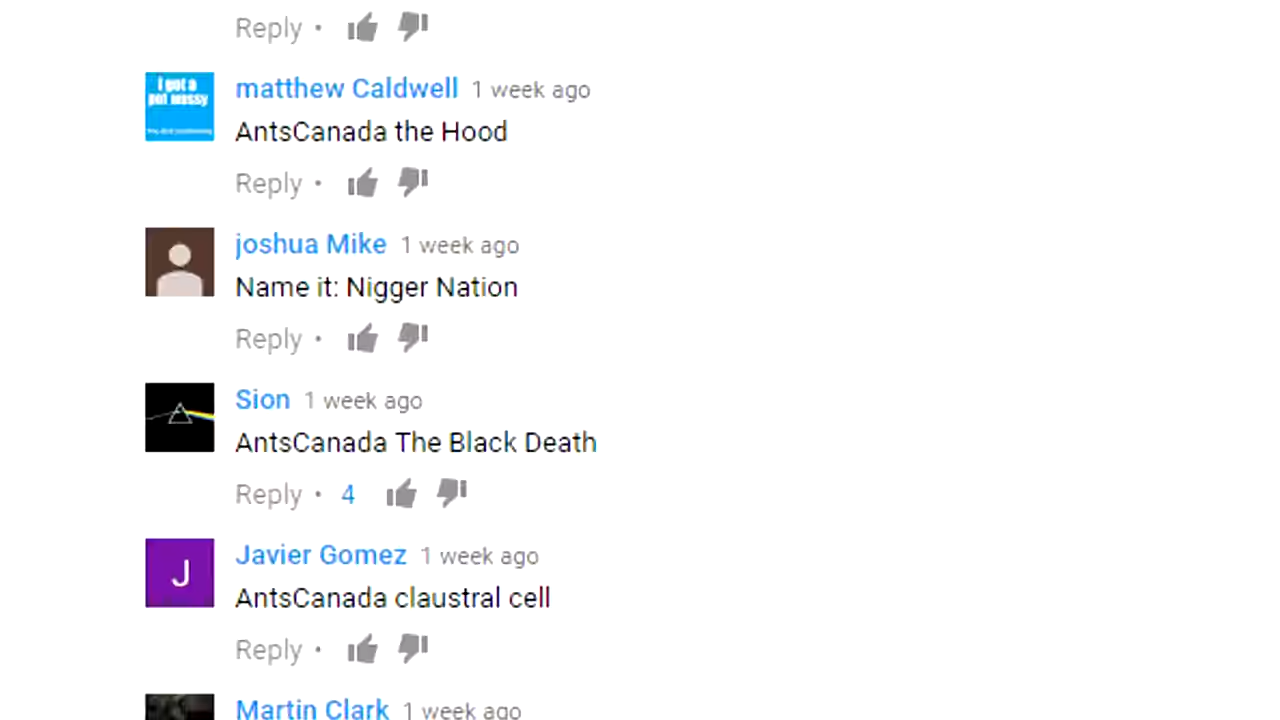 Reply •
i got a
matthew Caldwell 1 week ago
AntsCanada the Hood
Reply •
joshua Mike 1 week ago
Name it: Nigger Nation
Reply •
Sion 1 week ago
AntsCanada The Black Death
Reply • 4
J
Javier Gomez 1 week ago
AntsCanada claustral cell
Reply •
Martin Clark 1 week ago